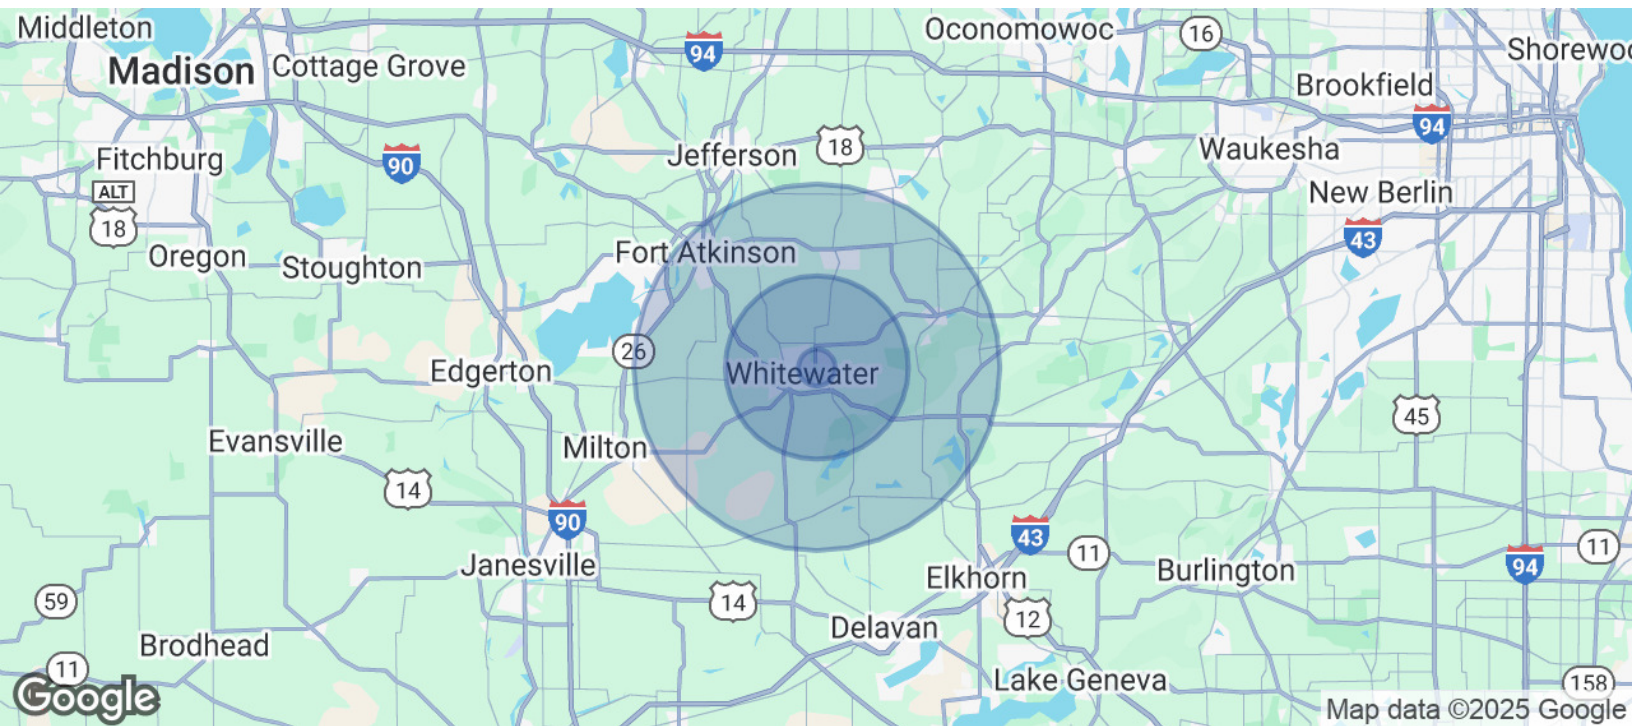 Middleton
Oconomowoc
16
Shorewoo
94
Madison
Cottage Grove
Brookfield
94
Fitchburg
90
Jefferson
18
Waukesha
ALT
18
New Berlin
43
Oregon
Stoughton
Fort Atkinson
26
Edgerton
Whitewater
45
Evansville
Milton
14
90
43
11
11
Janesville
Elkhorn
Burlington
94
59
14
12
Brodhead
Delavan
11
Lake Geneva
158
Google
Map data ©2025 Google